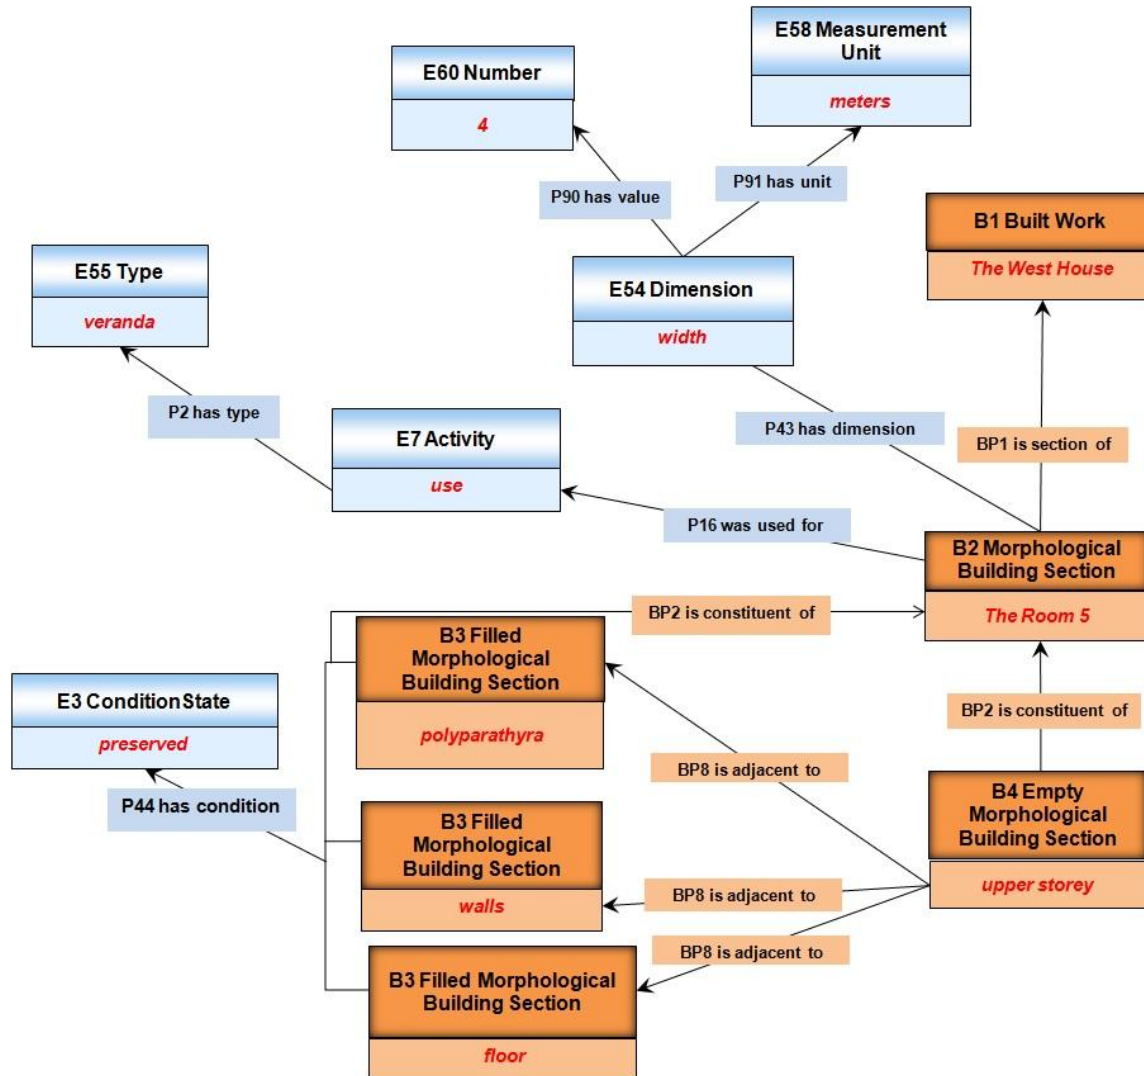 E58 Measurement
Unit
meters
E60 Number
4
P90 has value
P91 has unit
B1 Built Work
The West House
E55 Type
veranda
E54 Dimension
width
P2 has type
E7 Activity
use
P43 has dimension
BP1 is section of
P16 was used for
B2 Morphological
Building Section
The Room 5
BP2 is constituent of
B3 Filled
Morphological
Building Section
polyparathyra
E3 ConditionState
preserved
BP2 is constituent of
BP8 is adjacent to
P44 has condition
B4 Empty
Morphological
Building Section
upper storey
B3 Filled
Morphological
Building Section
walls
BP8 is adjacent to
BP8 is adjacent to
B3 Filled Morphological
Building Section
floor